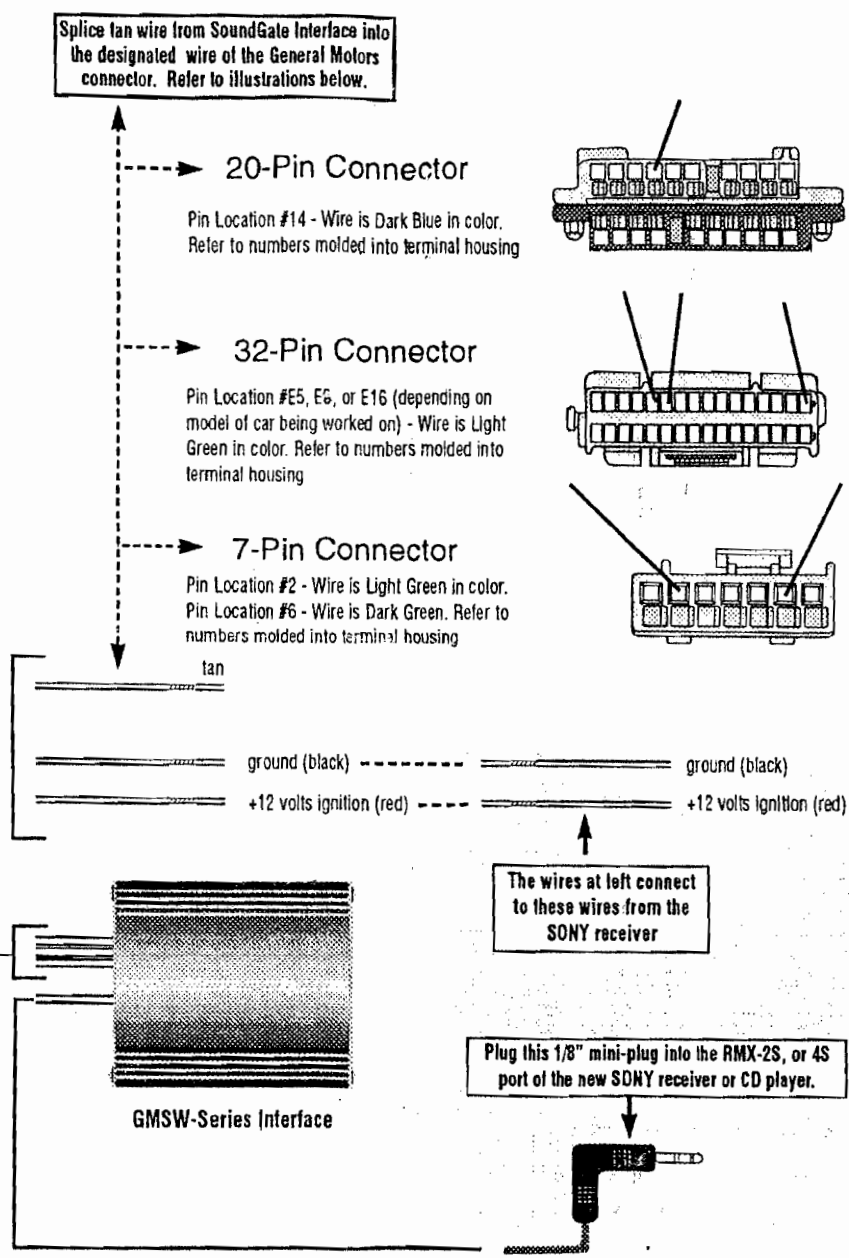 Splice tan wire from SoundGate Interface into
the designated wire of the General Motors
connector. Refer to illustrations below.
20-Pin Connector
Pin Location #14 - Wire is Dark Blue in color.
Refer to numbers molded into terminal housing
32-Pin Connector
Pin Location #E5, E6, or E16 (depending on
model of car being worked on) - Wire is Light
Green in color. Refer to numbers molded into
terminal housing
7-Pin Connector
Pin Location #2 - Wire is Light Green in color.
Pin Location #6 - Wire is Dark Green. Refer to
numbers molded into terminal housing
tan
ground (black)
ground (black)
+12 volts ignition (red)
+12 volts ignition (red)
The wires at left connect
to these wires from the
SONY receiver
Plug this 1/8" mini-plug into the RMX-2S, or 4S
port of the new SONY receiver or CD player.
GMSW-Series Interface